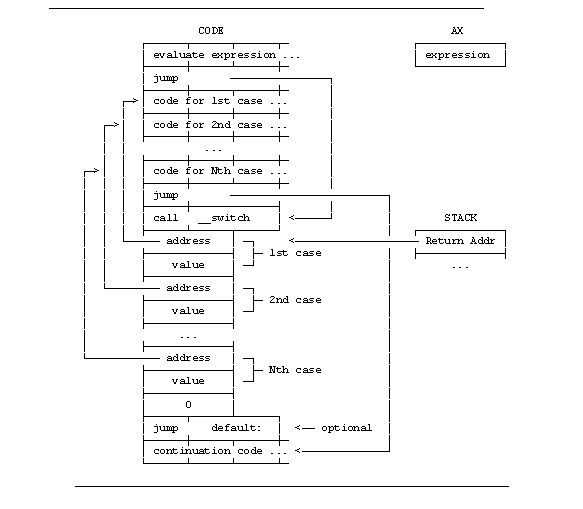 CODE AX
evaluate expression ... expression
jump
code for 1st case ...
code for 2nd case ...
...
code for Nth case ...
jump
call __switch STACK
address Return Addr
1st case
value ...
address
2nd case
value
...
address
Nth case
value
0
jump default: optional
continuation code ...